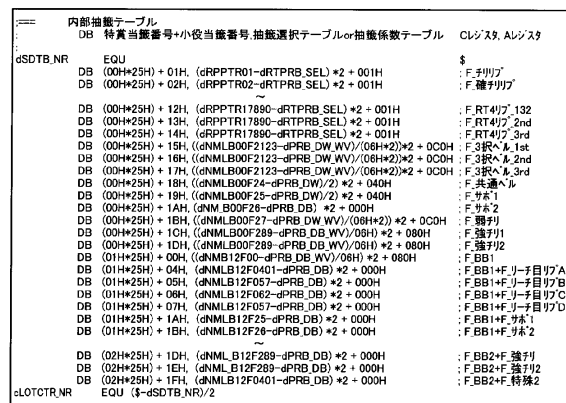 ;===　内部抽籤テーブル
;　DB　特賞当籤番号+小役当籤番号,抽籤選択テーブルor抽籤係数テーブル　Cレジスタ, Aレジスタ
;
dSDTB_NR　EQU　$
DB　(00H*25H) + 01H, (dRPPTR01-dRTPRB_SEL) *2 + 001H　; F_チリリプ
DB　(00H*25H) + 02H, (dRPPTR02-dRTPRB_SEL) *2 + 001H　; F_確チリプ
～
DB　(00H*25H) + 12H, (dRPPTR17890-dRTPRB_SEL) *2 + 001H　; F_RT4リプ_132
DB　(00H*25H) + 13H, (dRPPTR17890-dRTPRB_SEL) *2 + 001H　; F_RT4リプ_2nd
DB　(00H*25H) + 14H, (dRPPTR17890-dRTPRB_SEL) *2 + 001H　; F_RT4リプ_3rd
DB　(00H*25H) + 15H, ((dNMLB00F2123-dPRB_DW_WV)/(06H*2))*2 + 0C0H　; F_3択ベル_1st
DB　(00H*25H) + 16H, ((dNMLB00F2123-dPRB_DW_WV)/(06H*2))*2 + 0C0H　; F_3択ベル_2nd
DB　(00H*25H) + 17H, ((dNMLB00F2123-dPRB_DW_WV)/(06H*2))*2 + 0C0H　; F_3択ベル_3rd
DB　(00H*25H) + 18H, ((dNMLB00F24-dPRB_DW)/2) *2 + 040H　; F_共通ベル
DB　(00H*25H) + 19H, ((dNMLB00F25-dPRB_DW)/2) *2 + 040H　; F_サボ1
DB　(00H*25H) + 1AH, (dNM_B00F26-dPRB_DB) *2 + 000H　; F_サボ2
DB　(00H*25H) + 1BH, ((dNMLB00F27-dPRB_DW_WV)/(06H*2)) *2 + 0C0H　; F_弱チリ
DB　(00H*25H) + 1CH, ((dNMLB00F289-dPRB_DB_WV)/06H) *2 + 080H　; F_強チリ1
DB　(00H*25H) + 1DH, ((dNMLB00F289-dPRB_DB_WV)/06H) *2 + 080H　; F_強チリ2
DB　(01H*25H) + 00H, ((dNMB12F00-dPRB_DB_WV)/06H) *2 + 080H　; F_BB1
DB　(01H*25H) + 04H, (dNMLB12F0401-dPRB_DB) *2 + 000H　; F_BB1+F_リーチ目リプA
DB　(01H*25H) + 05H, (dNMLB12F057-dPRB_DB) *2 + 000H　; F_BB1+F_リーチ目リプB
DB　(01H*25H) + 06H, (dNMLB12F062-dPRB_DB) *2 + 000H　; F_BB1+F_リーチ目リプC
DB　(01H*25H) + 07H, (dNMLB12F057-dPRB_DB) *2 + 000H　; F_BB1+F_リーチ目リプD
DB　(01H*25H) + 1AH, (dNMLB12F25-dPRB_DB) *2 + 000H　; F_BB1+F_サボ1
DB　(01H*25H) + 1BH, (dNMLB12F26-dPRB_DB) *2 + 000H　; F_BB1+F_サボ2
～
DB　(02H*25H) + 1DH, (dNML_B12F289-dPRB_DB) *2 + 000H　; F_BB2+F_強チリ
DB　(02H*25H) + 1EH, (dNML_B12F289-dPRB_DB) *2 + 000H　; F_BB2+F_強チリ2
DB　(02H*25H) + 1FH, (dNMLB12F0401-dPRB_DB) *2 + 000H　; F_BB2+F_特殊2
cLOTCTR_NR　EQU ($-dSDTB_NR)/2